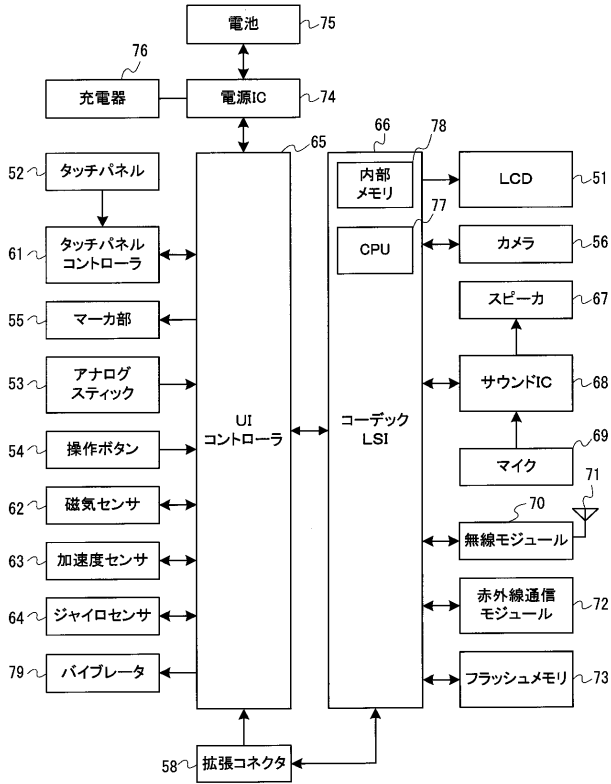 電池
75
76
充電器
電源IC
74
65
66
78
52
タッチパネル
内部
メモリ
LCD
51
77
61
タッチパネル
コントローラ
CPU
カメラ
56
スピーカ
67
55
マーカ部
53
アナログ
スティック
サウンドIC
68
UI
コントローラ
コーデック
LSI
54
操作ボタン
69
マイク
71
70
62
磁気センサ
無線モジュール
63
加速度センサ
赤外線通信
モジュール
72
64
ジャイロセンサ
79
バイブレータ
フラッシュメモリ
73
58
拡張コネクタ